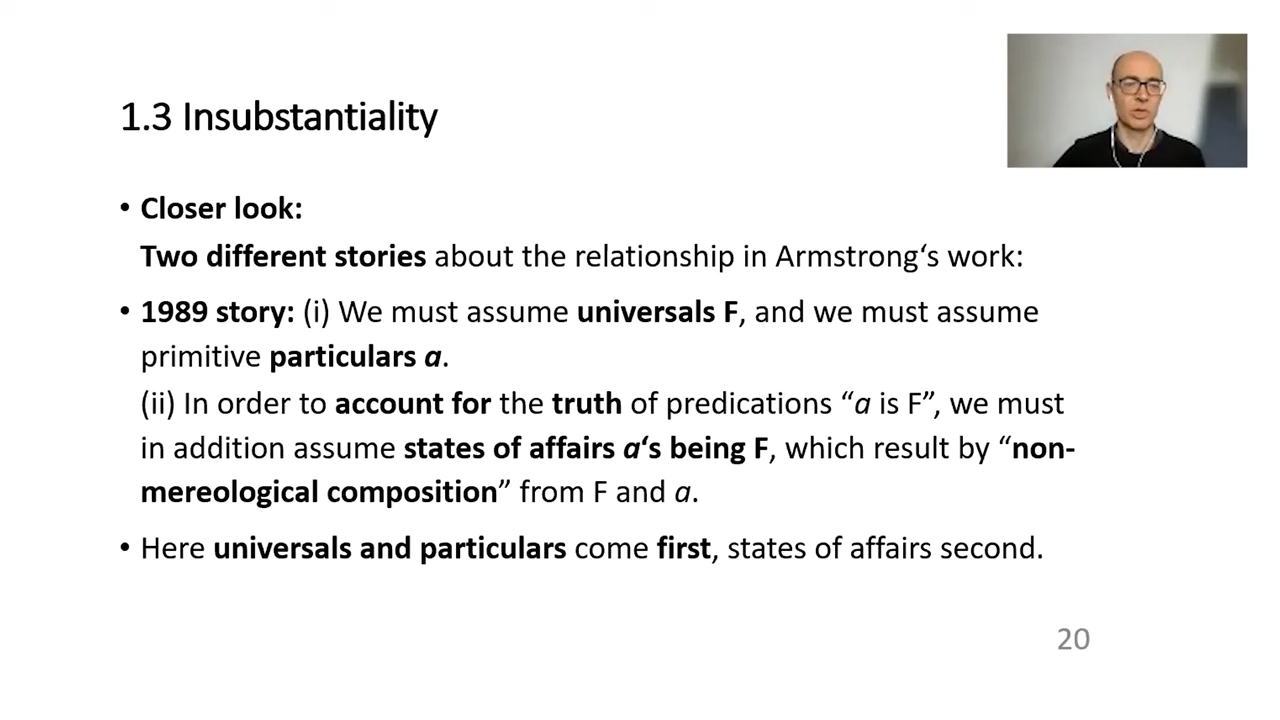 1.3 Insubstantiality
• Closer look:
Two different stories about the relationship in Armstrong‘s work:
• 1989 story: (i) We must assume universals F, and we must assume
primitive particulars a.
(ii) In order to account for the truth of predications “a is F”, we must
in addition assume states of affairs a‘s being F, which result by “non-
mereological composition” from F and a.
• Here universals and particulars come first, states of affairs second.
20